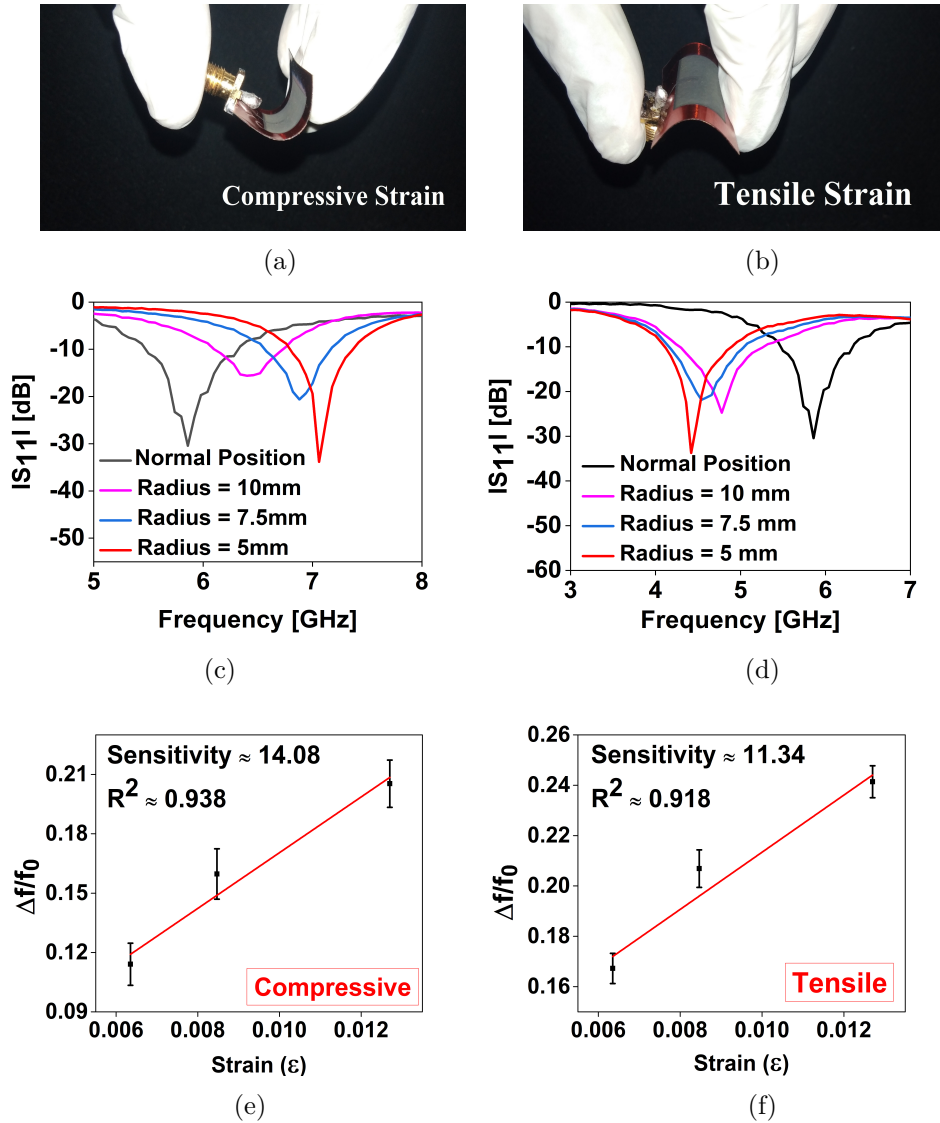 Compressive Strain
Tensile Strain
(a)
(b)
0
-10
-20
-30
-40
-50
|S11| [dB]
Normal Position
Radius = 10mm
Radius = 7.5mm
Radius = 5mm
5
6
7
8
Frequency [GHz]
(c)
0
-10
-20
-30
-40
-50
-60
|S11| [dB]
Normal Position
Radius = 10 mm
Radius = 7.5 mm
Radius = 5 mm
3
4
5
6
7
Frequency [GHz]
(d)
Sensitivity ≈ 14.08
R² ≈ 0.938
0.21
0.18
0.15
0.12
0.09
Δf/f₀
Compressive
0.006
0.008
0.010
0.012
Strain (ε)
(e)
Sensitivity ≈ 11.34
R² ≈ 0.918
0.26
0.24
0.22
0.20
0.18
0.16
Δf/f₀
Tensile
0.006
0.008
0.010
0.012
Strain (ε)
(f)